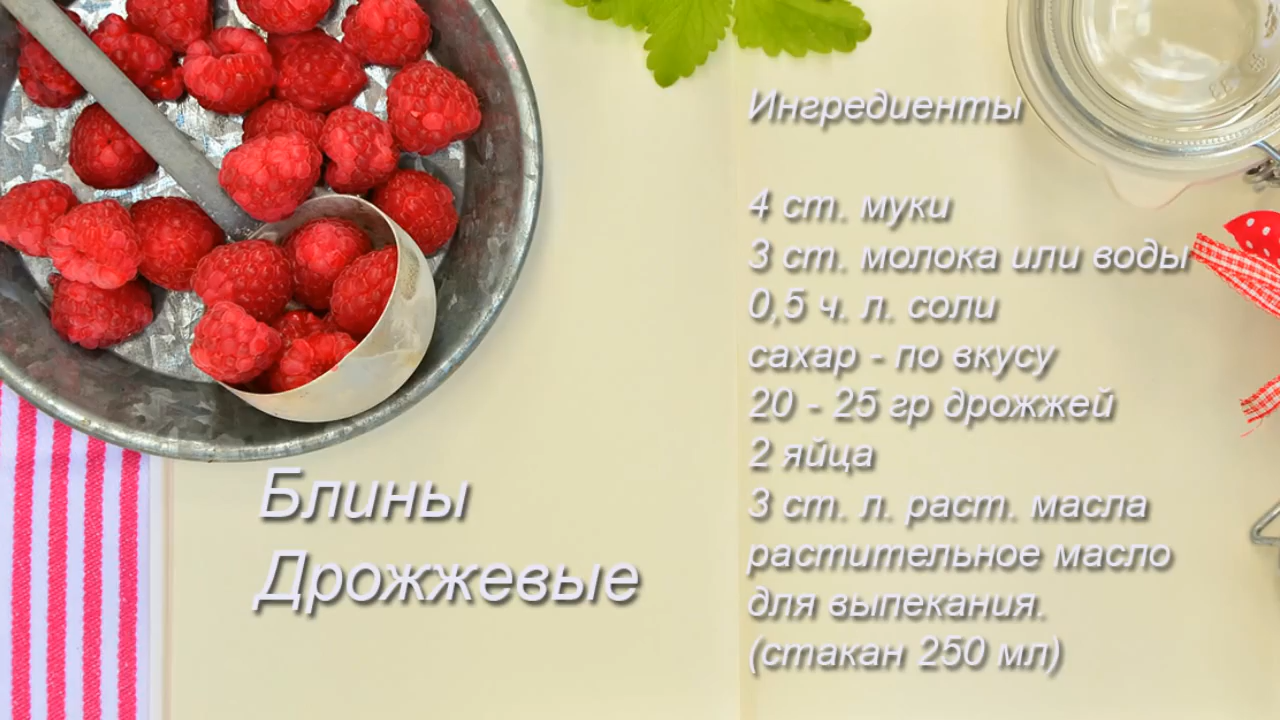 Блины
Дрожжевые
Ингредиенты
4 ст. муки
3 ст. молока или воды
0,5 ч. л. соли
сахар - по вкусу
20 - 25 гр дрожжей
2 яйца
3 ст. л. раст. масла
растительное масло
для выпекания.
(стакан 250 мл)